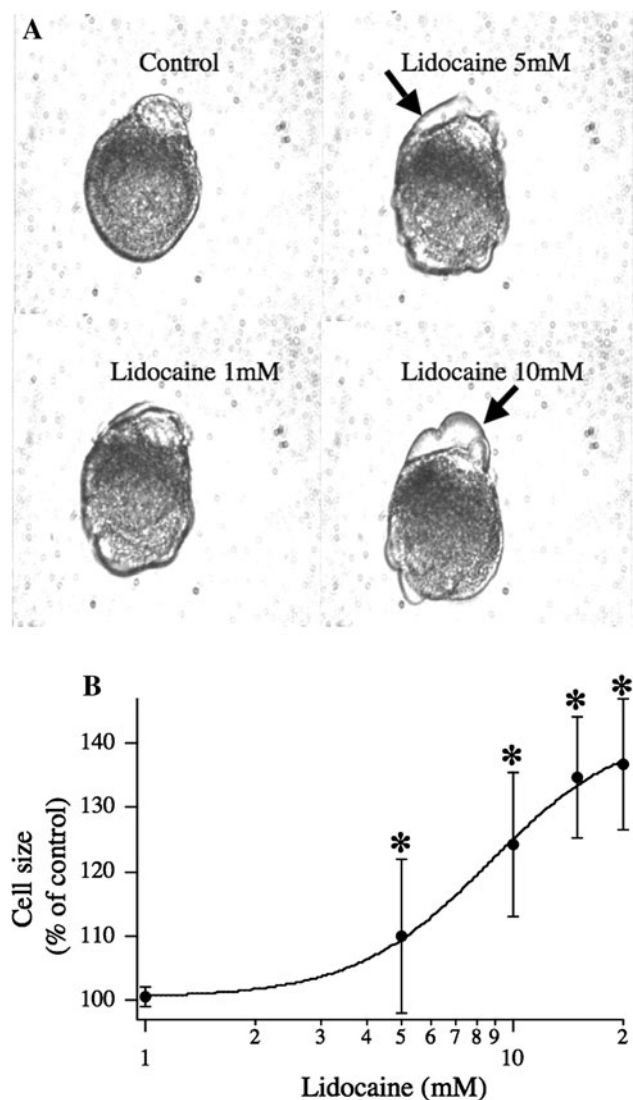 A
Control
Lidocaine 5mM
Lidocaine 1mM
Lidocaine 10mM
B
* * * *
Cell size
(% of control)
140
130
120
110
100
1 2 3 4 5 6 7 8 9 10 2
Lidocaine (mM)